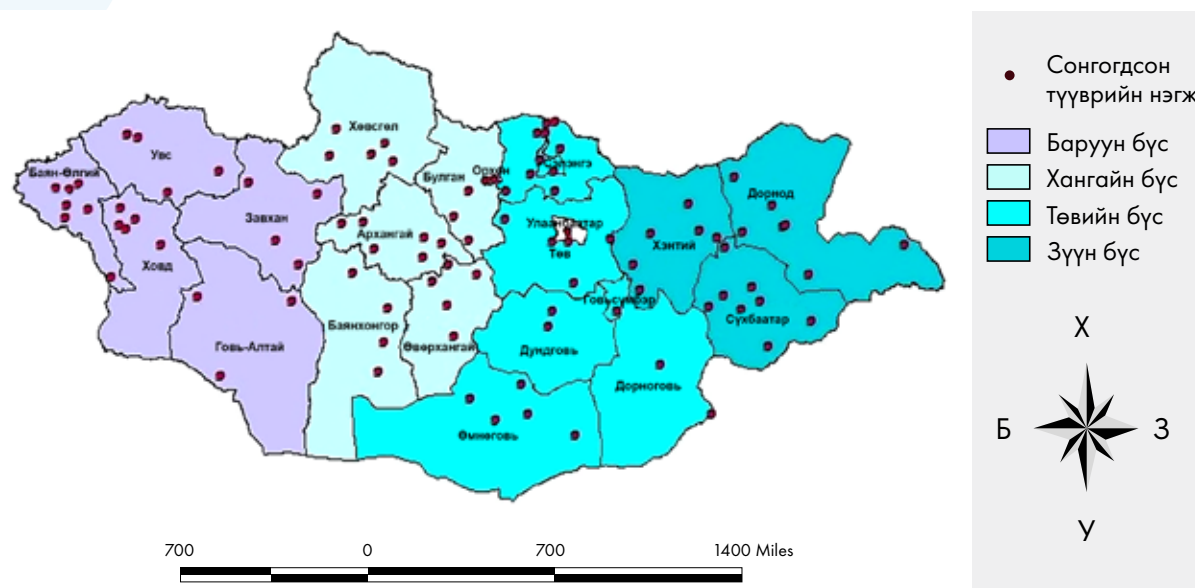 Сонгогдсон
түүврийн нэгж
Баруун бүс
Хангайн бүс
Төвийн бүс
Зүүн бүс
Х
Б
З
У
Хөвсгөл
Увс
Баян-Өлгий
Булган
Орхон
Сэлэнгэ
Завхан
Архангай
Улаанбаатар
Төв
Хэнтий
Дорнод
Ховд
Говь-Алтай
Баянхонгор
Өвөрхангай
Говьсүмбэр
Дундговь
Сүхбаатар
Дорноговь
Өмнөговь
700
0
700
1400 Miles